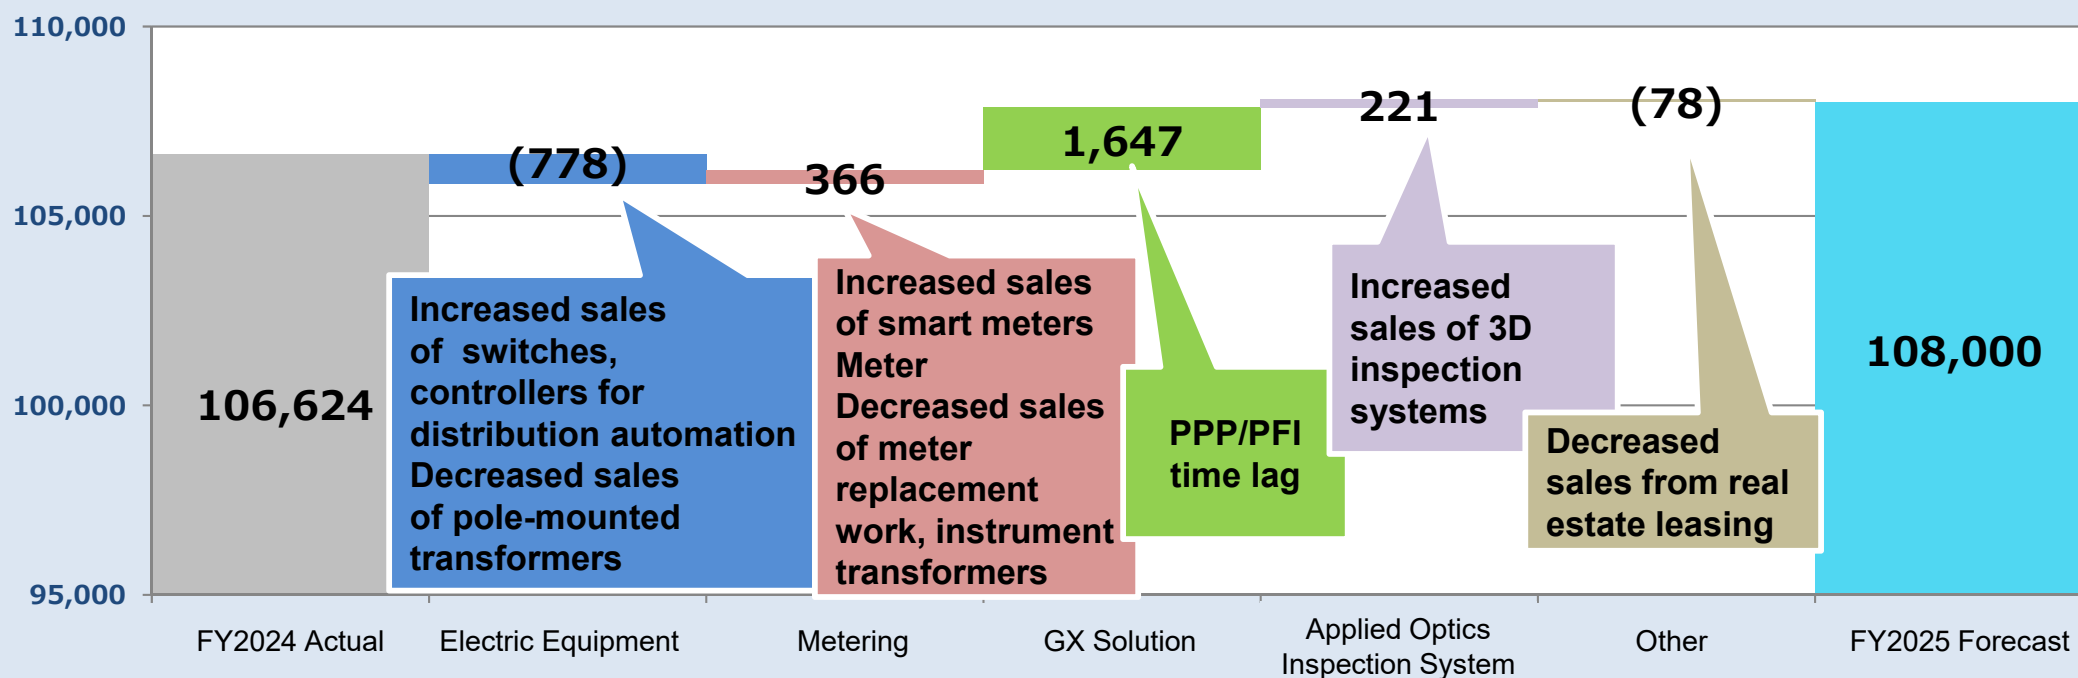 110,000
105,000
100,000
95,000
106,624
(778)
366
1,647
221
(78)
108,000
Increased sales
of switches,
controllers for
distribution automation
Decreased sales
of pole-mounted
transformers
Increased sales
of smart meters
Meter
Decreased sales
of meter
replacement
work, instrument
transformers
PPP/PFI
time lag
Increased
sales of 3D
inspection
systems
Decreased
sales from real
estate leasing
FY2024 Actual
Electric Equipment
Metering
GX Solution
Applied Optics
Inspection System
Other
FY2025 Forecast